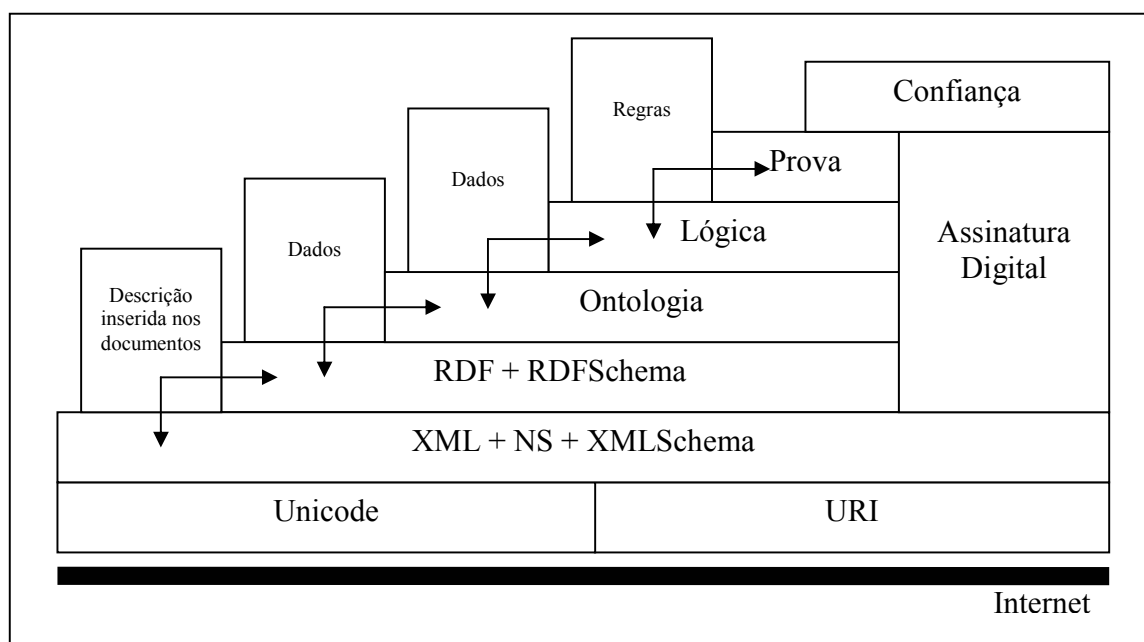 Confiança
Regras
Prova
Dados
Lógica
Assinatura
Digital
Dados
Ontologia
Descrição
inserida nos
documentos
RDF + RDFSchema
XML + NS + XMLSchema
Unicode
URI
Internet